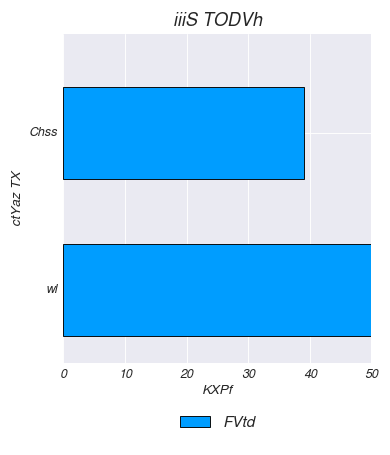 iiiS TODVh
Chss
ctYaz TX
wl
0 10 20 30 40 50
KXPf
FVtd